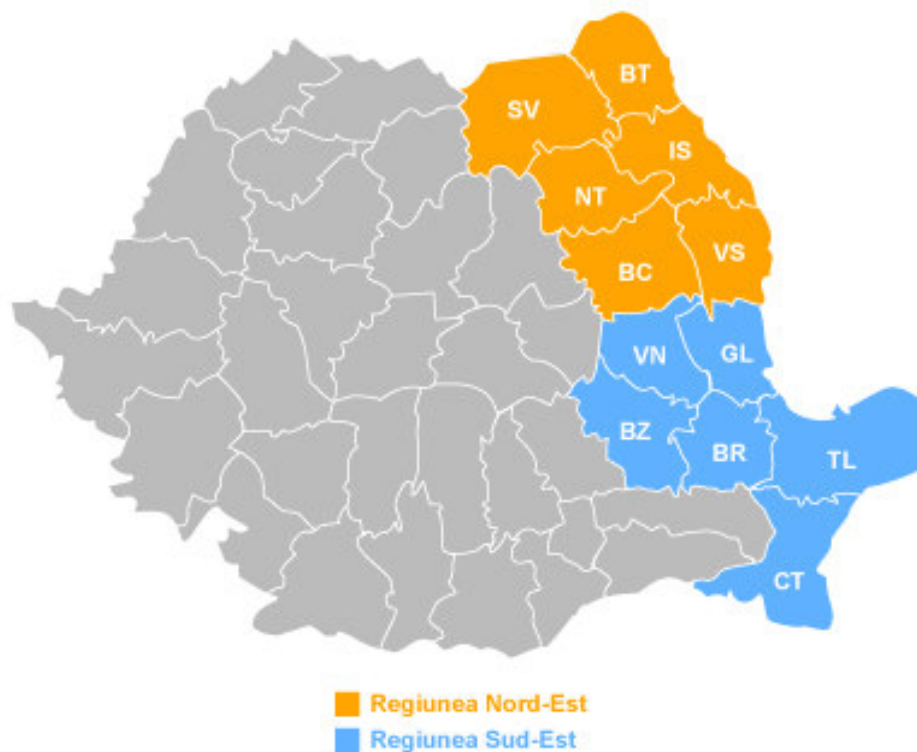 BT
SV
IS
NT
VS
BC
VN
GL
BZ
BR
TL
CT
Regiunea Nord-Est
Regiunea Sud-Est